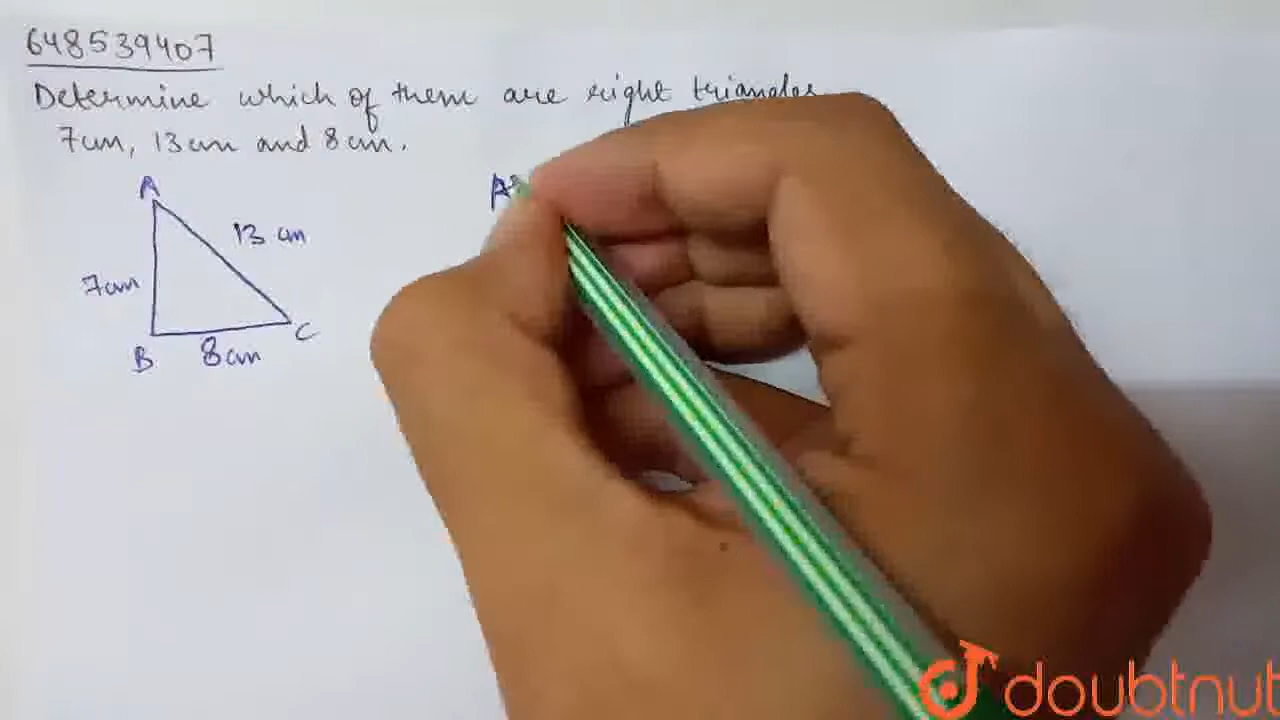 648539407
Determine which of them are right triangles
7cm, 13cm and 8cm.
A
13 cm
7cm
B
8cm
C
doubtnut